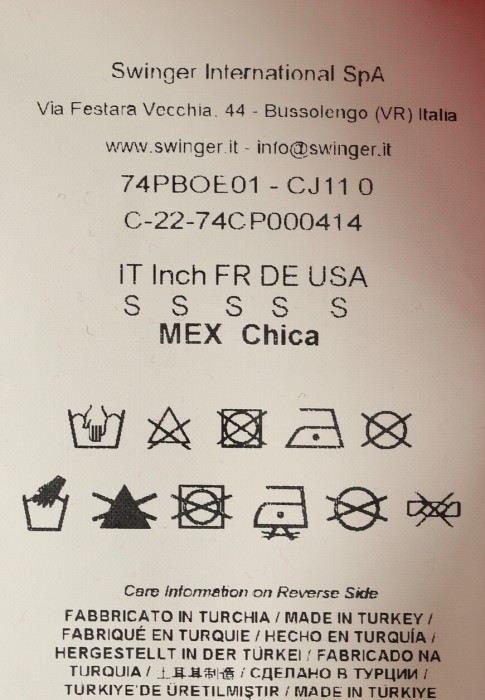 Swinger International SpA
Via Festara Vecchia, 44 - Bussolengo (VR) Italia
www.swinger.it - info@swinger.it
74PBOE01 - CJ11 0
C-22-74CP000414
IT Inch FR DE USA
S S S S S
MEX Chica
Care Information on Reverse Side
FABBRICATO IN TURCHIA / MADE IN TURKEY /
FABRIQUÉ EN TURQUIE / HECHO EN TURQUÍA /
HERGESTELLT IN DER TÜRKEI / FABRICADO NA
TURQUIA / 土耳其制造 / СДЕЛАНО В ТУРЦИИ /
TÜRKIYE'DE ÜRETILMIŞTIR / MADE IN TÜRKIYE